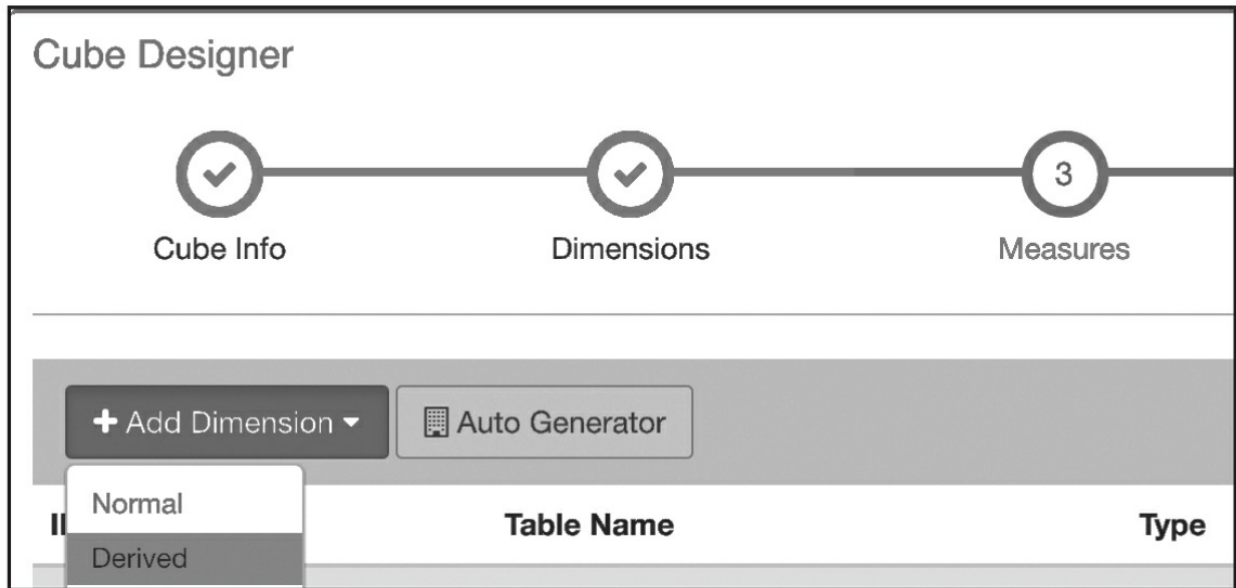 Cube Designer
3
Cube Info Dimensions Measures
+ Add Dimension Auto Generator
Normal
Table Name Type
Derived